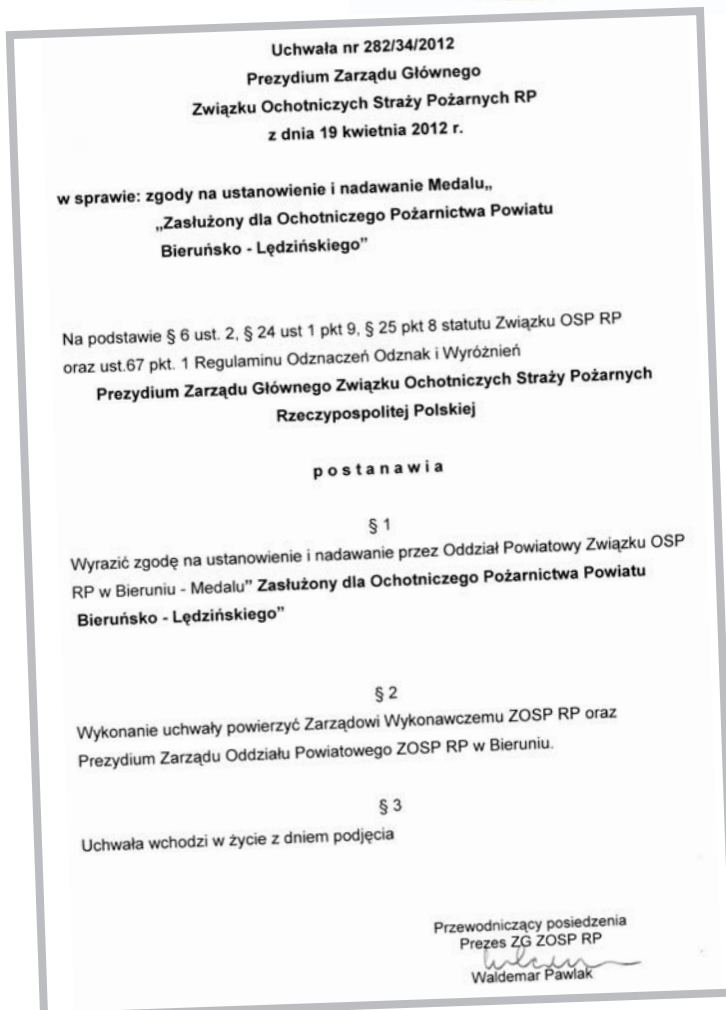 Uchwała nr 282/34/2012
Prezydium Zarządu Głównego
Związku Ochotniczych Straży Pożarnych RP
z dnia 19 kwietnia 2012 r.
w sprawie: zgody na ustanowienie i nadawanie Medalu„
„Zasłużony dla Ochotniczego Pożarnictwa Powiatu
Bieruńsko - Lędzińskiego”
Na podstawie § 6 ust. 2, § 24 ust 1 pkt 9, § 25 pkt 8 statutu Związku OSP RP
oraz ust.67 pkt. 1 Regulaminu Odznaczeń Odznak i Wyróżnień
Prezydium Zarządu Głównego Związku Ochotniczych Straży Pożarnych
Rzeczypospolitej Polskiej
p o s t a n a w i a
§ 1
Wyrazić zgodę na ustanowienie i nadawanie przez Oddział Powiatowy Związku OSP
RP w Bieruniu - Medalu” Zasłużony dla Ochotniczego Pożarnictwa Powiatu
Bieruńsko - Lędzińskiego”
§ 2
Wykonanie uchwały powierzyć Zarządowi Wykonawczemu ZOSP RP oraz
Prezydium Zarządu Oddziału Powiatowego ZOSP RP w Bieruniu.
§ 3
Uchwała wchodzi w życie z dniem podjęcia
Przewodniczący posiedzenia
Prezes ZG ZOSP RP
Waldemar Pawlak